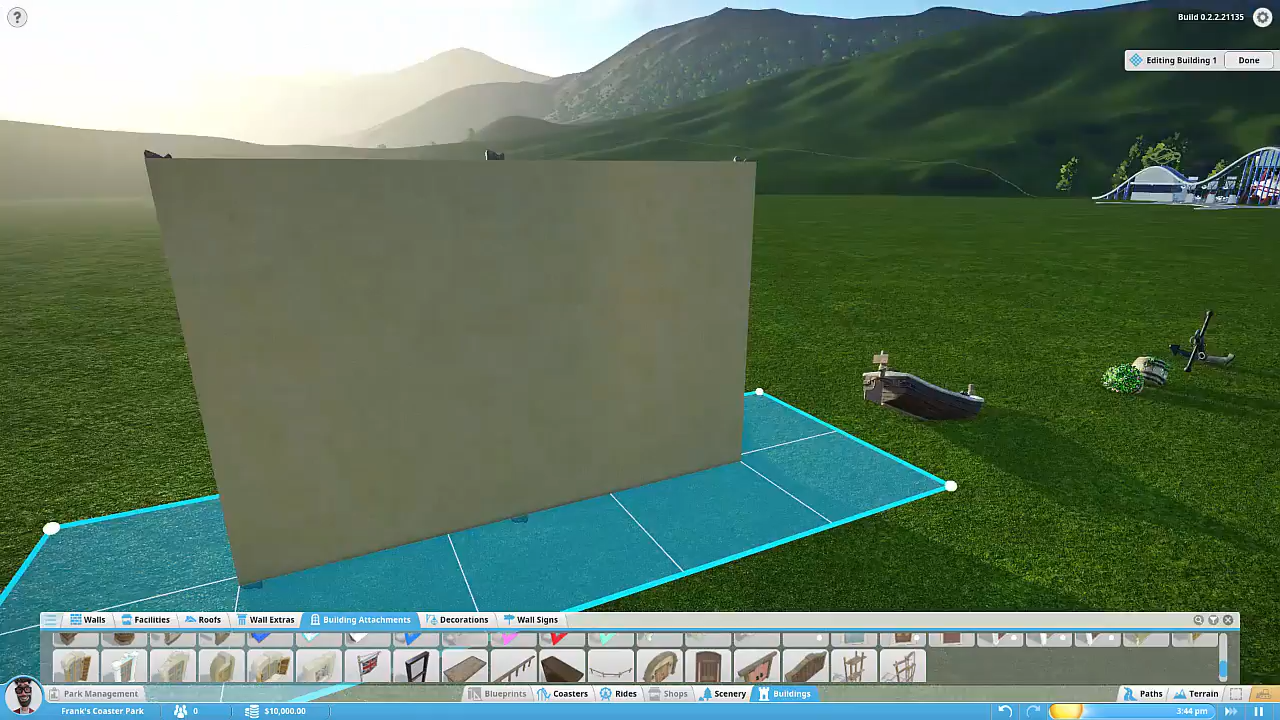 Build 0.2.2.21135
Editing Building 1 Done
Walls Facilities Roofs Wall Extras Building Attachments Decorations Wall Signs
Park Management Blueprints Coasters Rides Shops Scenery Buildings Paths Terrain
Frank's Coaster Park 0 $10,000.00 3:44 pm